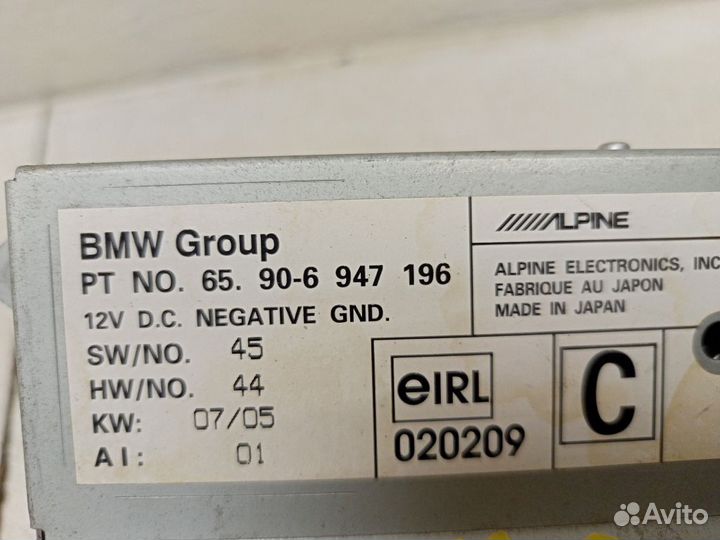 BMW Group
PT NO. 65. 90-6 947 196
12V D.C. NEGATIVE GND.
SW/NO. 45
HW/NO. 44
KW: 07/05
AI: 01
ALPINE
ALPINE ELECTRONICS, INC
FABRIQUE AU JAPON
MADE IN JAPAN
eIRL
020209
C
Avito